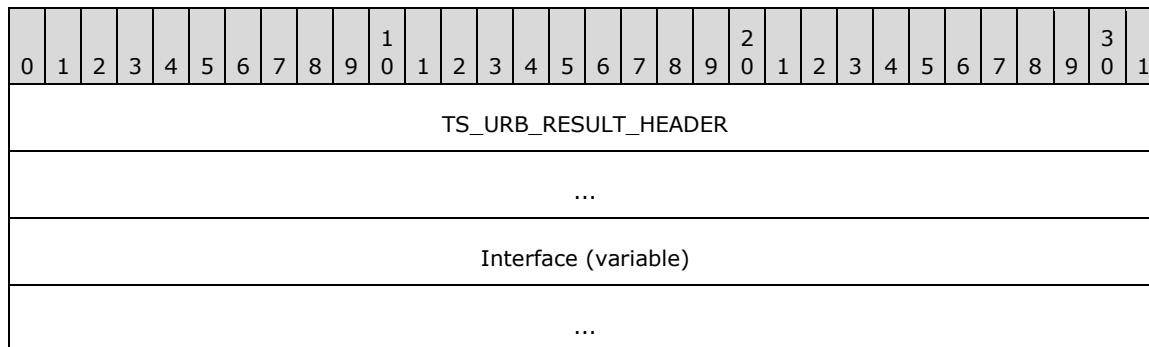 1 2 3
0 1 2 3 4 5 6 7 8 9 0 1 2 3 4 5 6 7 8 9 0 1 2 3 4 5 6 7 8 9 0 1
TS_URB_RESULT_HEADER
...
Interface (variable)
...